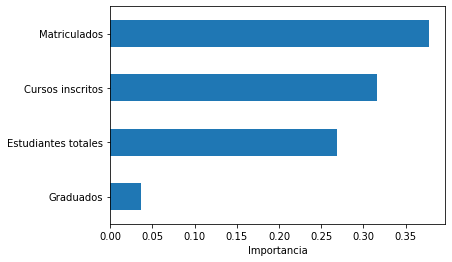 Matriculados
Cursos inscritos
Estudiantes totales
Graduados
0.00 0.05 0.10 0.15 0.20 0.25 0.30 0.35
Importancia